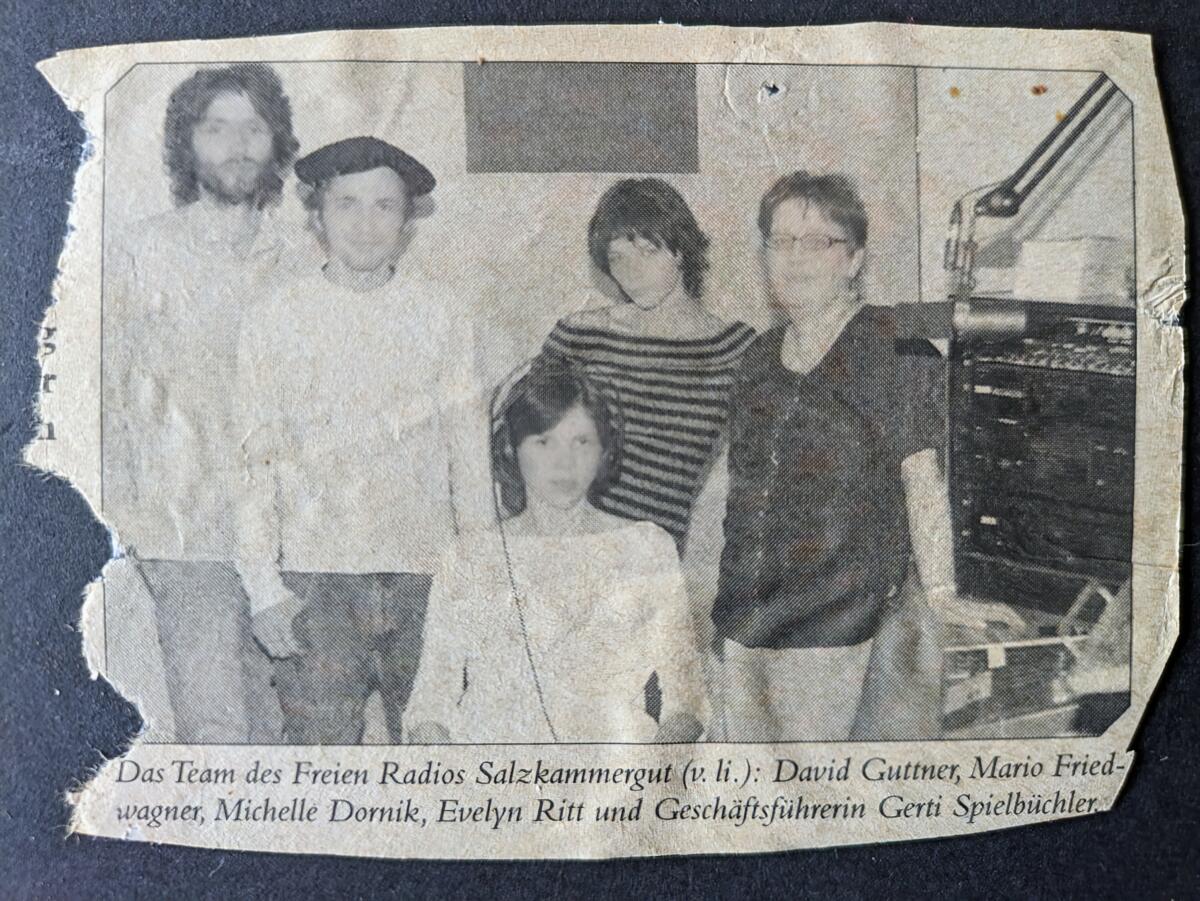 Das Team des Freien Radios Salzkammergut (v. li.): David Guttner, Mario Fried-
wagner, Michelle Dornik, Evelyn Ritt und Geschäftsführerin Gerti Spielbüchler.